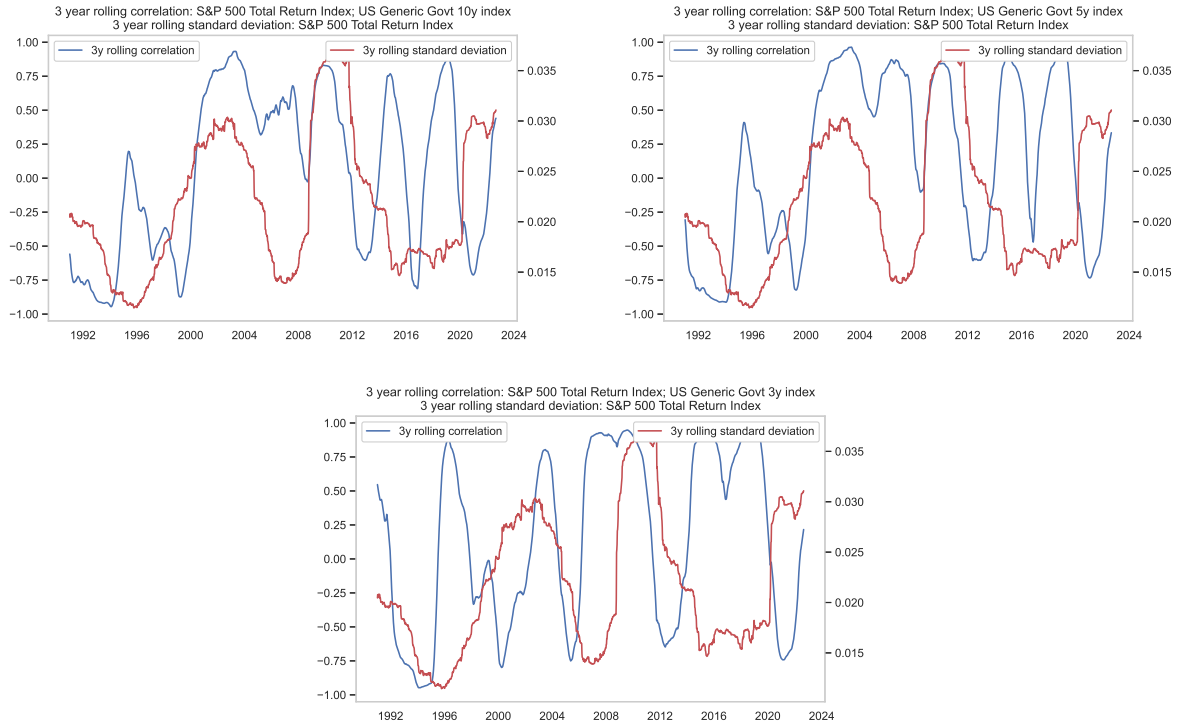 3 year rolling correlation: S&P 500 Total Return Index; US Generic Govt 10y index
3 year rolling standard deviation: S&P 500 Total Return Index
3y rolling correlation
3y rolling standard deviation
1.00
0.75
0.50
0.25
0.00
−0.25
−0.50
−0.75
−1.00
0.035
0.030
0.025
0.020
0.015
1992 1996 2000 2004 2008 2012 2016 2020 2024
3 year rolling correlation: S&P 500 Total Return Index; US Generic Govt 5y index
3 year rolling standard deviation: S&P 500 Total Return Index
3y rolling correlation
3y rolling standard deviation
1.00
0.75
0.50
0.25
0.00
−0.25
−0.50
−0.75
−1.00
0.035
0.030
0.025
0.020
0.015
1992 1996 2000 2004 2008 2012 2016 2020 2024
3 year rolling correlation: S&P 500 Total Return Index; US Generic Govt 3y index
3 year rolling standard deviation: S&P 500 Total Return Index
3y rolling correlation
3y rolling standard deviation
1.00
0.75
0.50
0.25
0.00
−0.25
−0.50
−0.75
−1.00
0.035
0.030
0.025
0.020
0.015
1992 1996 2000 2004 2008 2012 2016 2020 2024